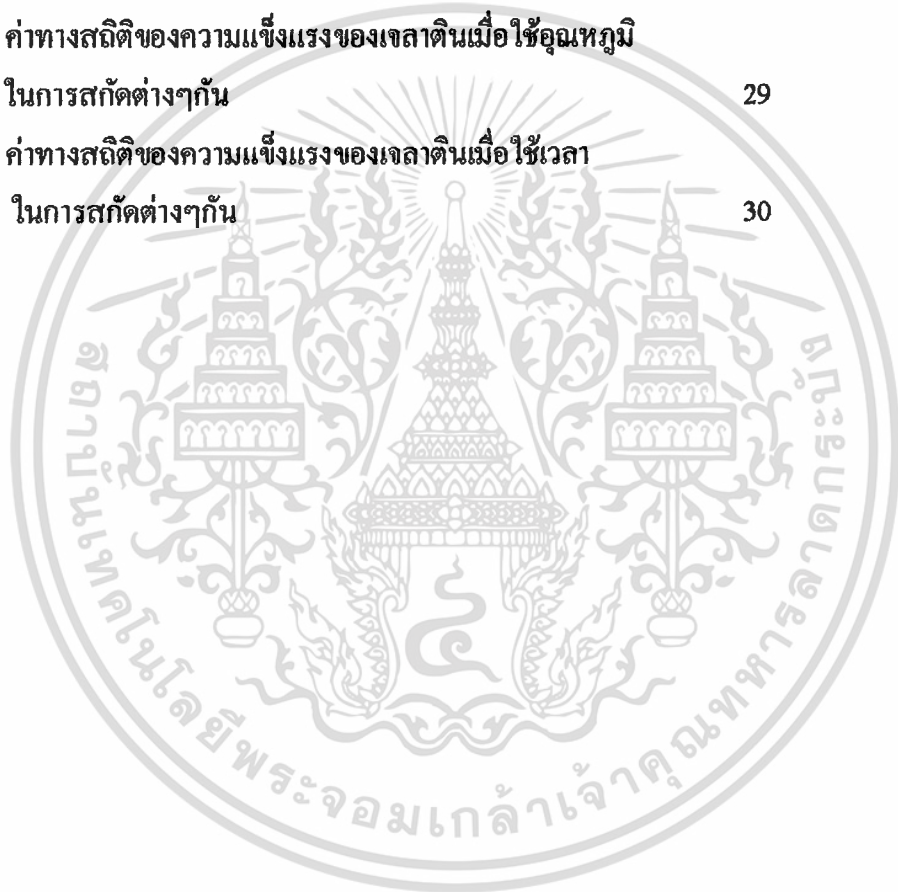 ค่าทางสถิติของความแข็งแรงของเจลาตินเมื่อใช้อุณหภูมิ
ในการสกัดต่างๆกัน 29
ค่าทางสถิติของความแข็งแรงของเจลาตินเมื่อใช้เวลา
ในการสกัดต่างๆกัน 30
สถาบันเทคโนโลยีพระจอมเกล้าเจ้าคุณทหารลาดกระบัง
๔